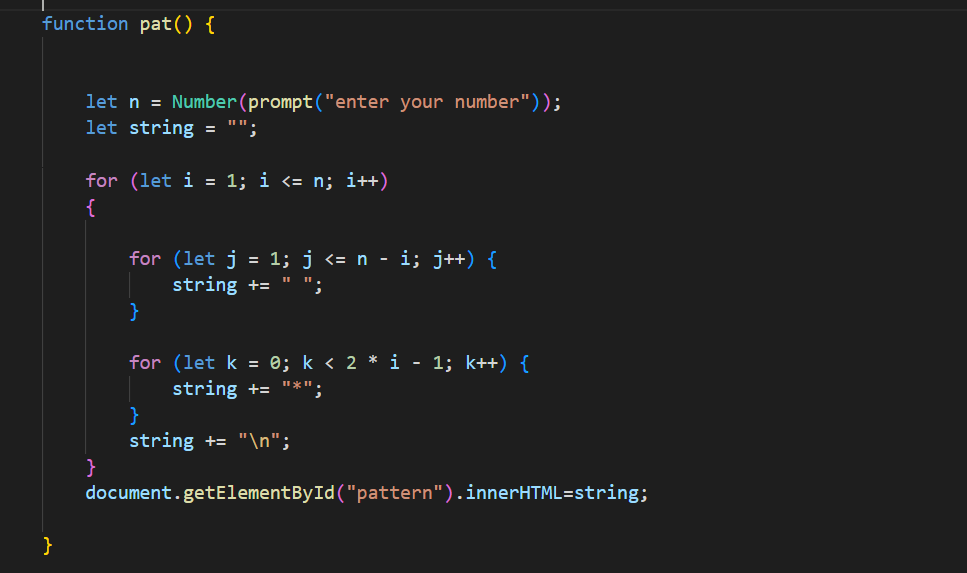 function pat() {
let n = Number(prompt("enter your number"));
let string = "";
for (let i = 1; i <= n; i++)
{
for (let j = 1; j <= n - i; j++) {
string += " ";
}
for (let k = 0; k < 2 * i - 1; k++) {
string += "*";
}
string += "\n";
}
document.getElementById("pattern").innerHTML=string;
}